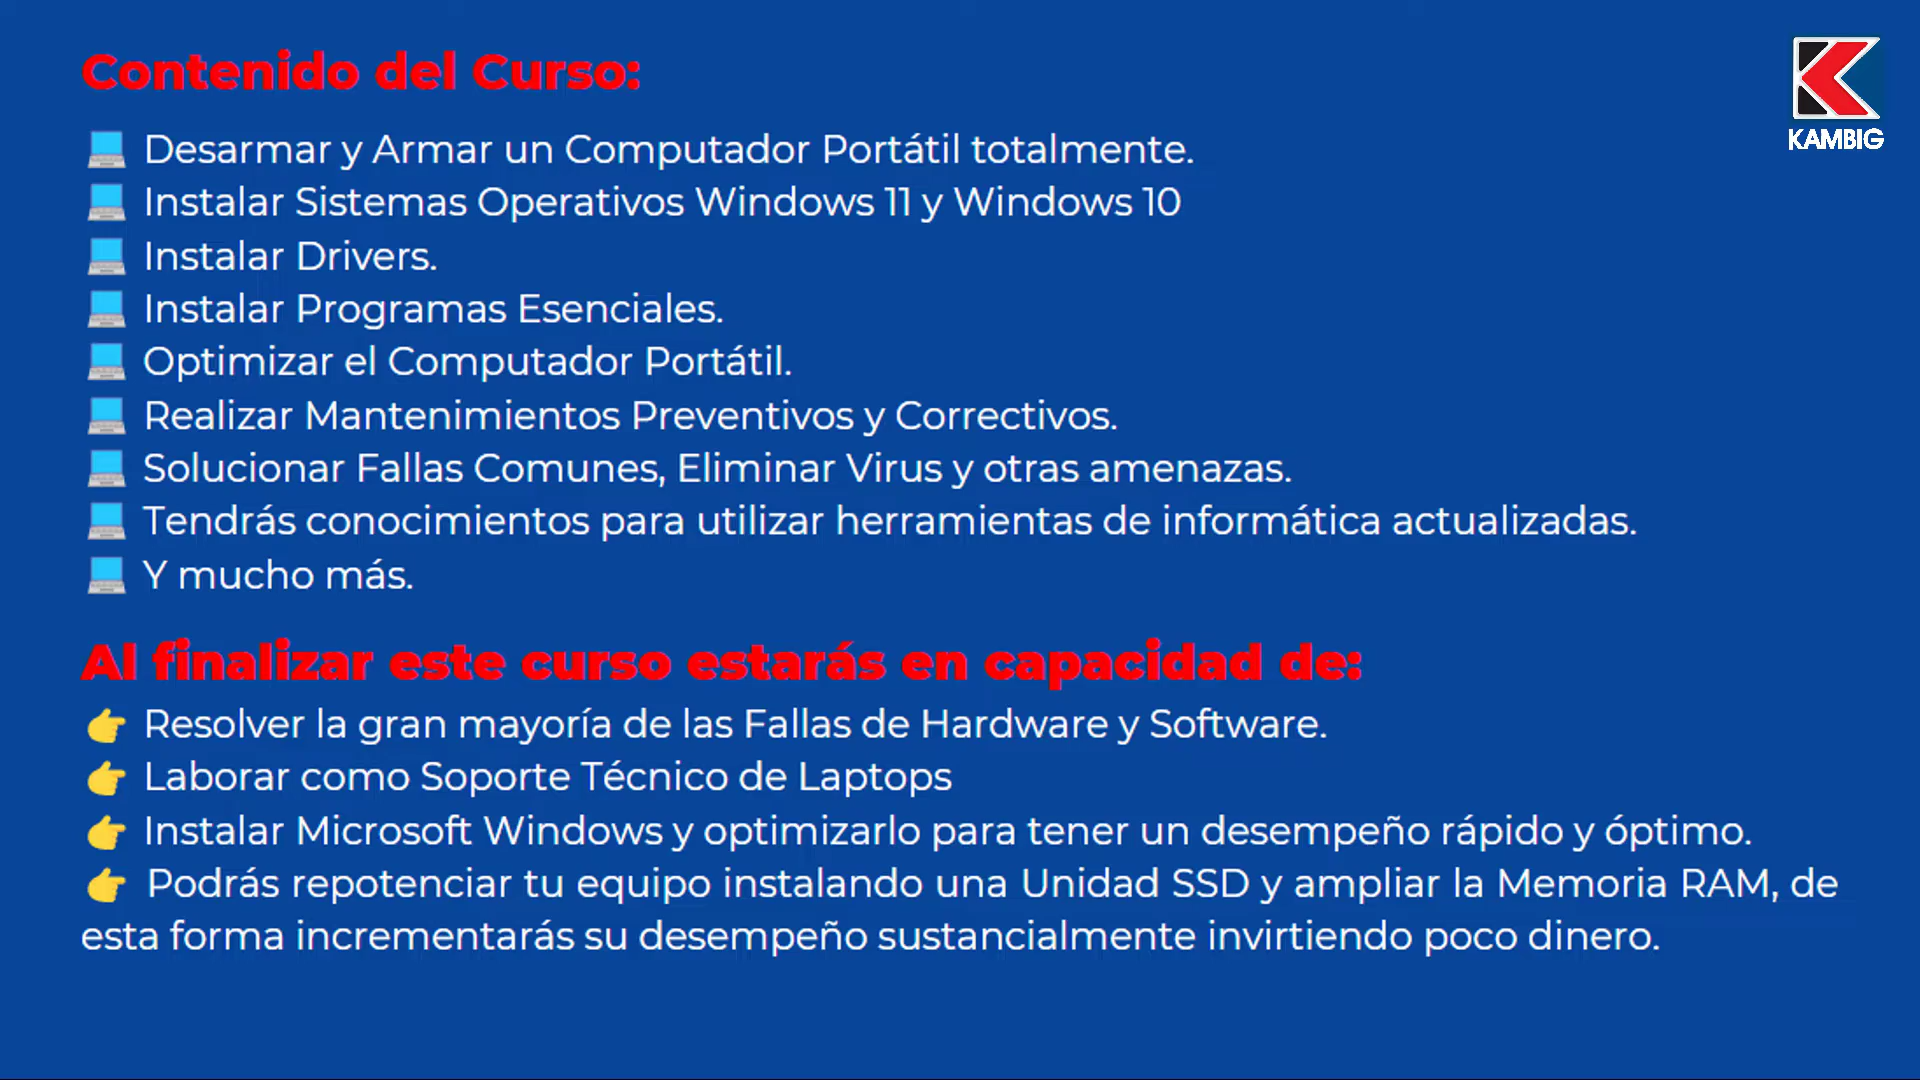 Contenido del Curso:
KAMBIG
💻 Desarmar y Armar un Computador Portátil totalmente.
💻 Instalar Sistemas Operativos Windows 11 y Windows 10
💻 Instalar Drivers.
💻 Instalar Programas Esenciales.
💻 Optimizar el Computador Portátil.
💻 Realizar Mantenimientos Preventivos y Correctivos.
💻 Solucionar Fallas Comunes, Eliminar Virus y otras amenazas.
💻 Tendrás conocimientos para utilizar herramientas de informática actualizadas.
💻 Y mucho más.
Al finalizar este curso estarás en capacidad de:
👉 Resolver la gran mayoría de las Fallas de Hardware y Software.
👉 Laborar como Soporte Técnico de Laptops
👉 Instalar Microsoft Windows y optimizarlo para tener un desempeño rápido y óptimo.
👉 Podrás repotenciar tu equipo instalando una Unidad SSD y ampliar la Memoria RAM, de
esta forma incrementarás su desempeño sustancialmente invirtiendo poco dinero.